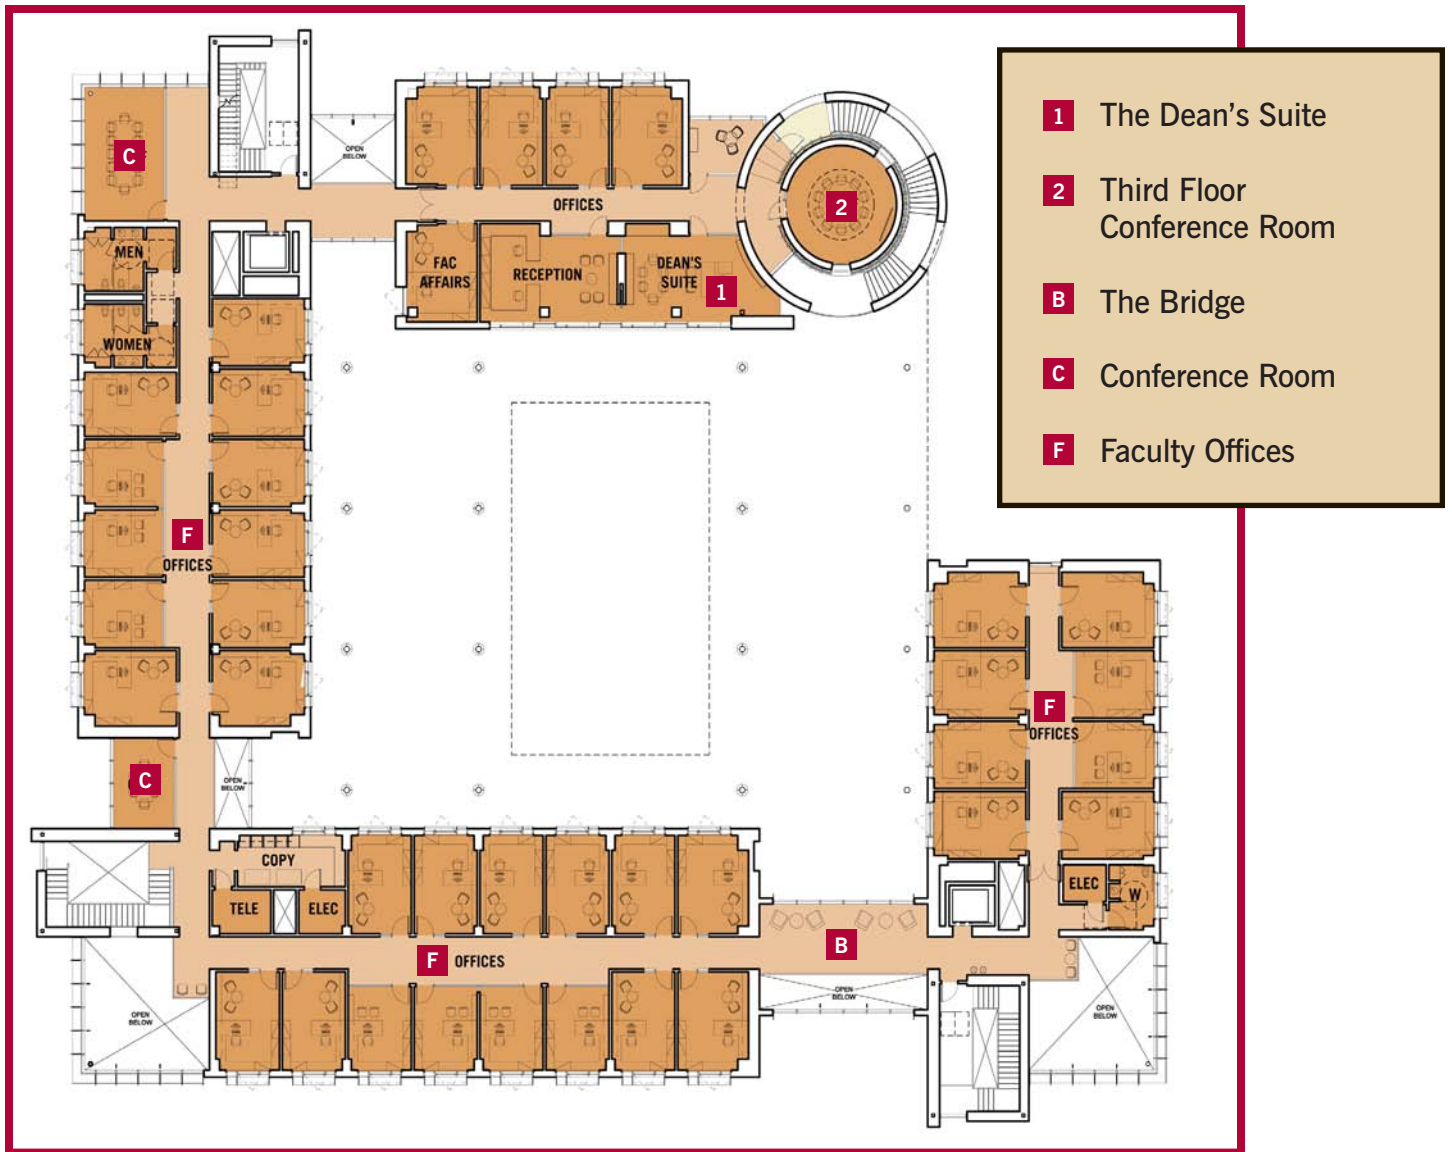 1 The Dean's Suite
2 Third Floor
Conference Room
B The Bridge
C Conference Room
F Faculty Offices
C
OPEN
BELOW
OFFICES
2
MEN
FAC
AFFAIRS
RECEPTION
DEAN'S
SUITE
1
WOMEN
F
OFFICES
F
OFFICES
C
OPEN
BELOW
COPY
TELE
ELEC
ELEC
W
F OFFICES
B
OPEN
BELOW
OPEN
BELOW
OPEN
BELOW